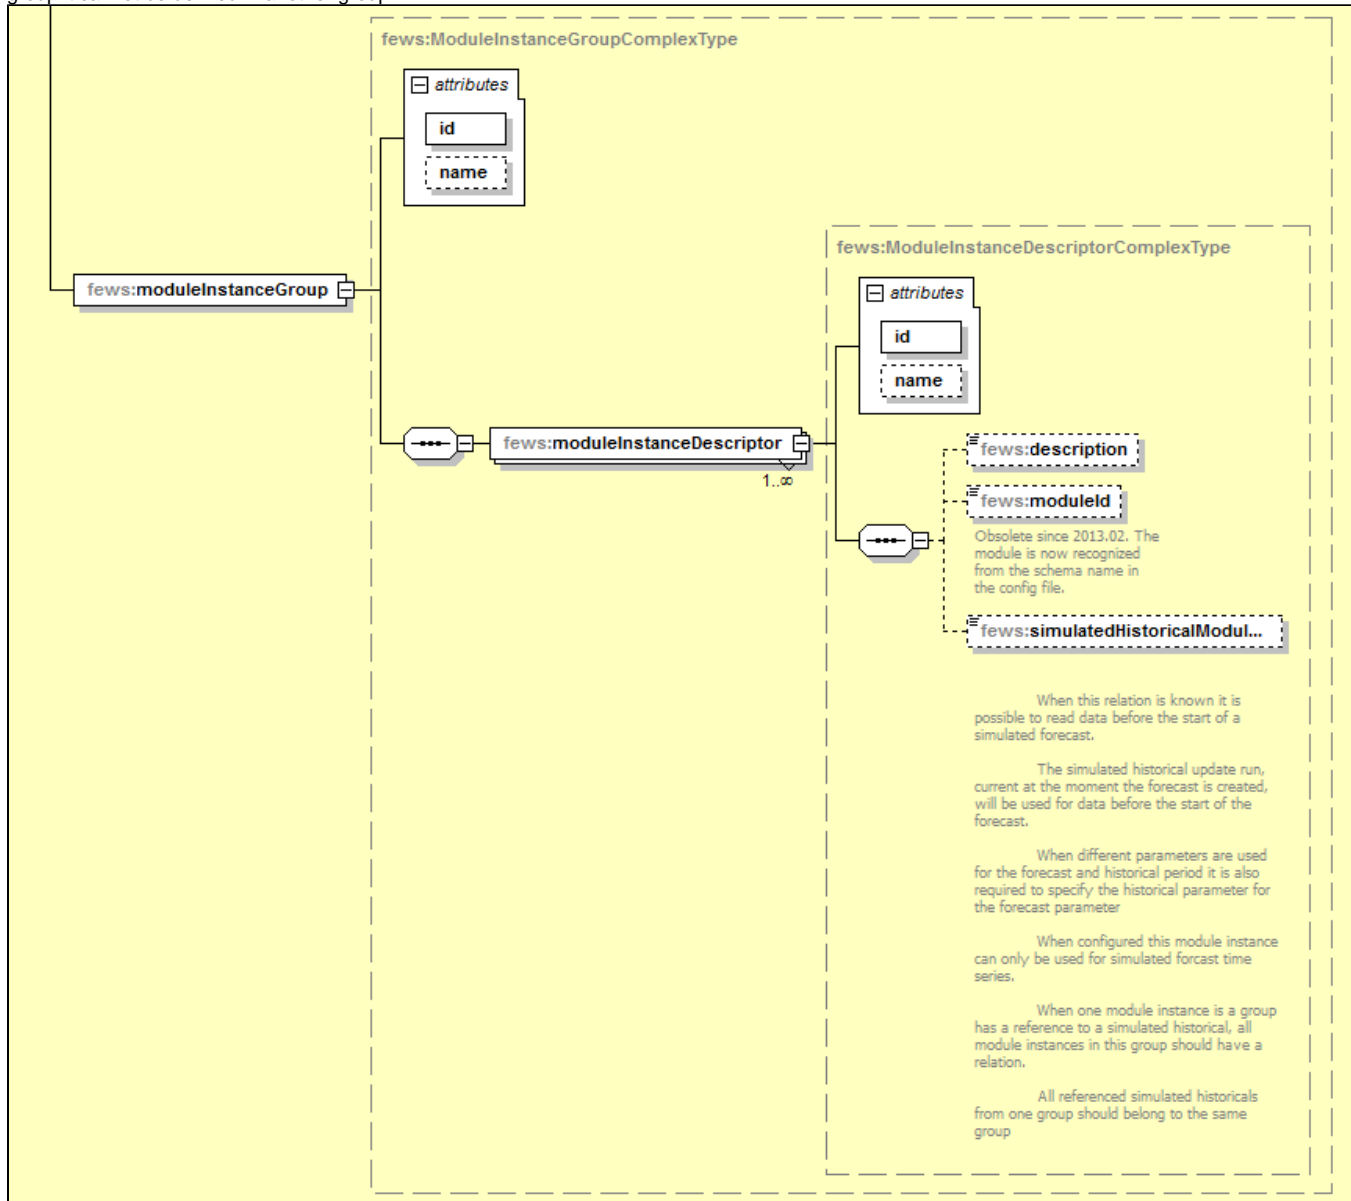 fews:ModuleInstanceGroupComplexType
attributes
id
name
fews:ModuleInstanceDescriptorComplexType
attributes
id
name
fews:moduleInstanceGroup
fews:moduleInstanceDescriptor
1..∞
fews:description
fews:moduleId
Obsolete since 2013.02. The
module is now recognized
from the schema name in
the config file.
fews:simulatedHistoricalModul...
When this relation is known it is
possible to read data before the start of a
simulated forecast.
The simulated historical update run,
current at the moment the forecast is created,
will be used for data before the start of the
forecast.
When different parameters are used
for the forecast and historical period it is also
required to specify the historical parameter for
the forecast parameter
When configured this module instance
can only be used for simulated forcast time
series.
When one module instance is a group
has a reference to a simulated historical, all
module instances in this group should have a
relation.
All referenced simulated historicals
from one group should belong to the same
group